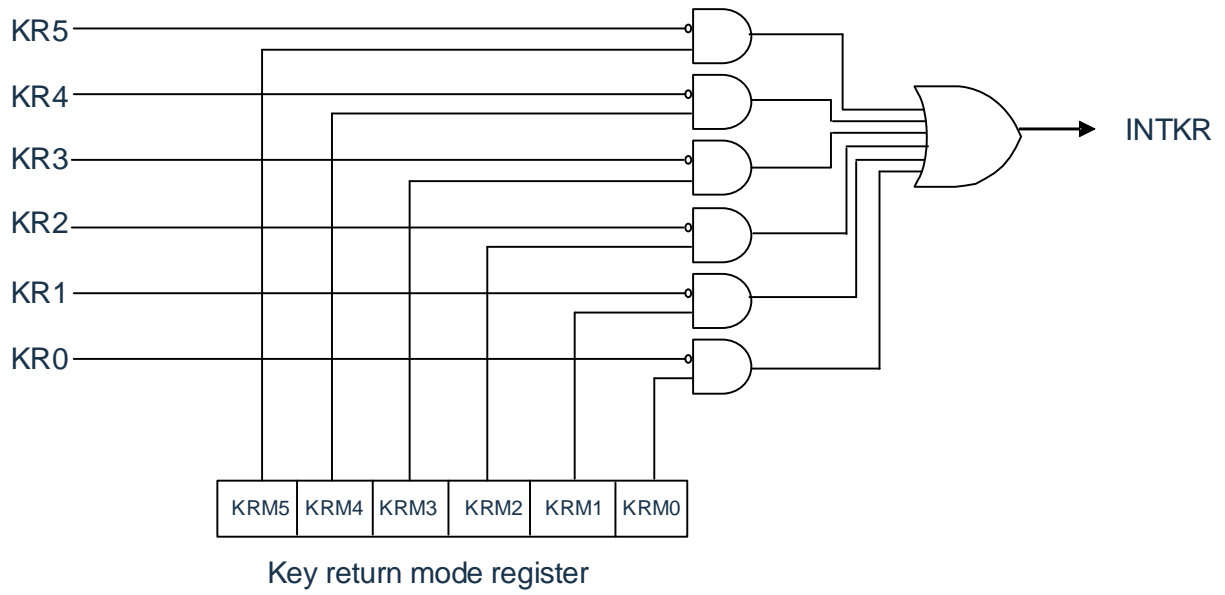 KR5
KR4
KR3
KR2
KR1
KR0
INTKR
KRM5 KRM4 KRM3 KRM2 KRM1 KRM0
Key return mode register